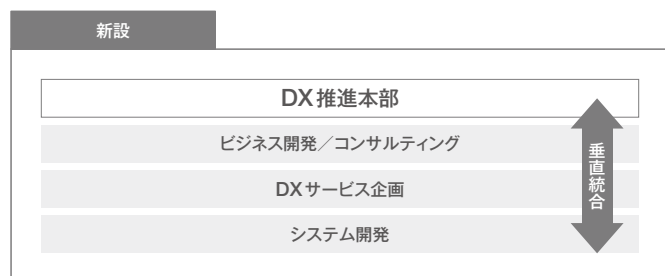 新設
DX推進本部
ビジネス開発／コンサルティング
DXサービス企画
システム開発
垂直統合